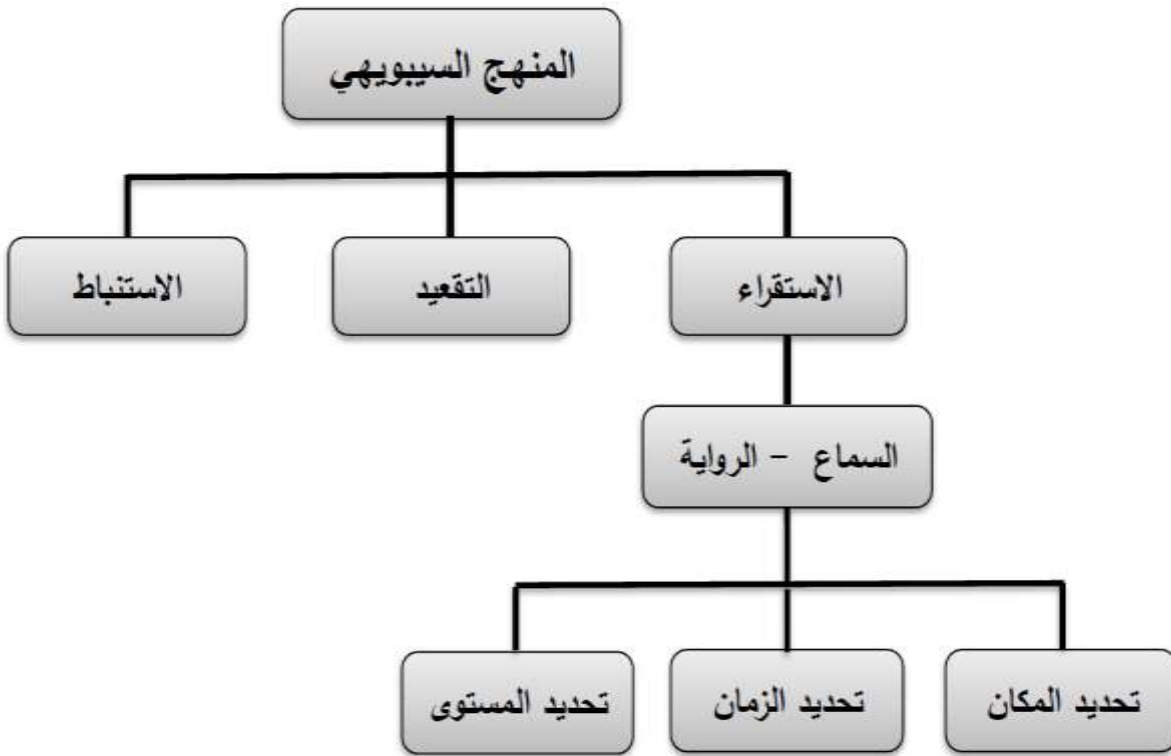 المنهج السيبويهي
الاستقراء
التقعيد
الاستنباط
السماع - الرواية
تحديد المكان
تحديد الزمان
تحديد المستوى